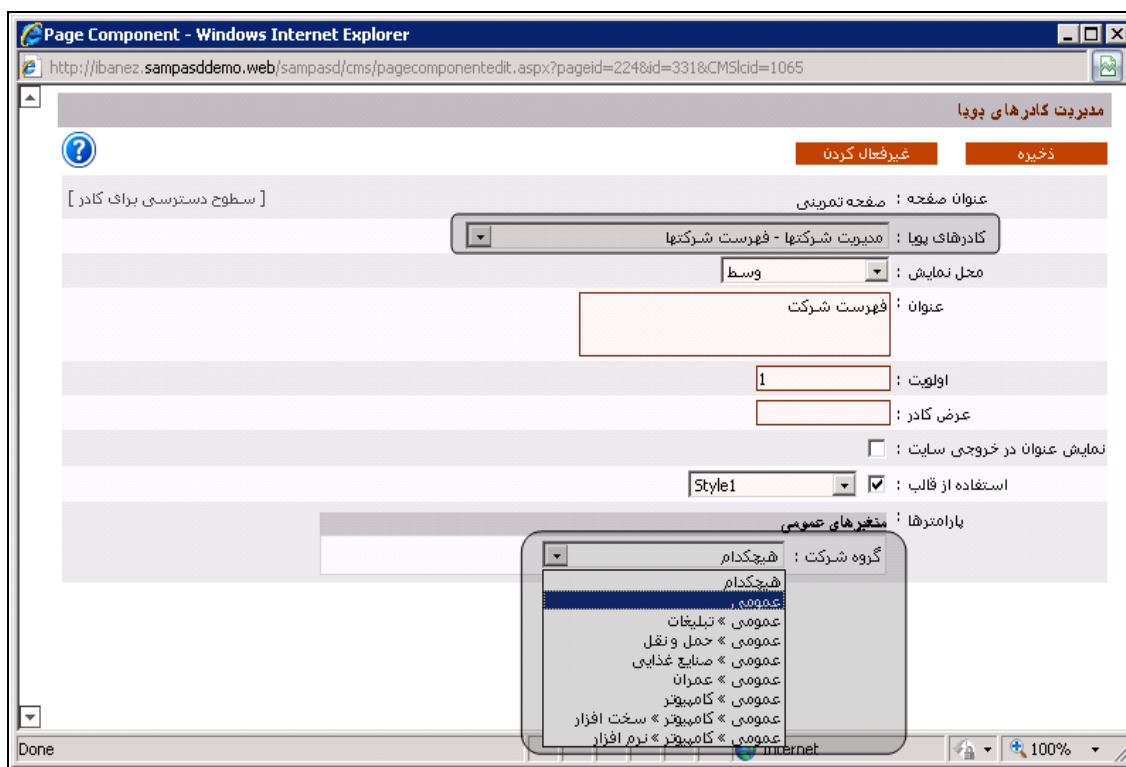 Page Component - Windows Internet Explorer
http://ibanez.sampasddemo.web/sampasd/cms/pagecomponentedit.aspx?pageid=224&id=331&CMSlcid=1065
مدیریت کادرهای پویا
ذخیره غیرفعال کردن
عنوان صفحه : صفحه تمرینی [ سطوح دسترسی برای کادر ]
کادرهای پویا : مدیریت شرکتها - فهرست شرکتها
محل نمایش : وسط
عنوان : فهرست شرکت
اولویت : 1
عرض کادر :
نمایش عنوان در خروجی سایت :
استفاده از قالب : Style1
پارامترها : متغیرهای عمومی
گروه شرکت : هیچکدام
هیچکدام
عمومی
عمومی » تبلیغات
عمومی » حمل و نقل
عمومی » صنایع غذایی
عمومی » عمران
عمومی » کامپیوتر
عمومی » کامپیوتر » سخت افزار
عمومی » کامپیوتر » نرم افزار
Done Internet 100%